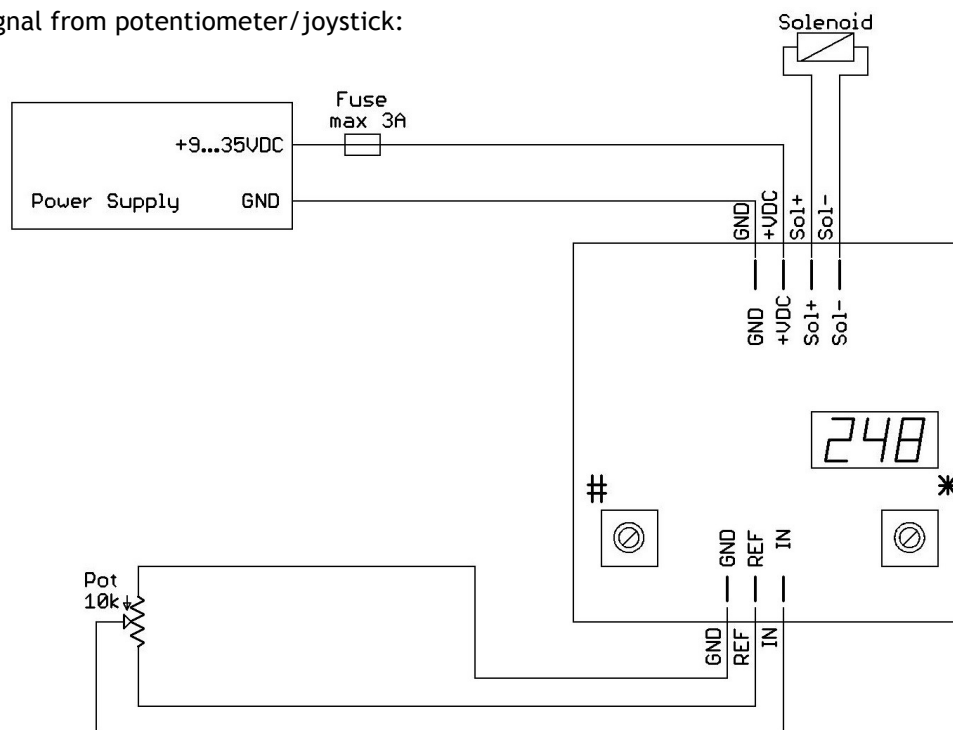 gnal from potentiometer/joystick:
Solenoid
Fuse
max 3A
+9...35VDC
Power Supply GND
GND
+VDC
Sol+
Sol-
GND
+VDC
Sol+
Sol-
248
#
*
GND
REF
IN
Pot
10k
GND
REF
IN